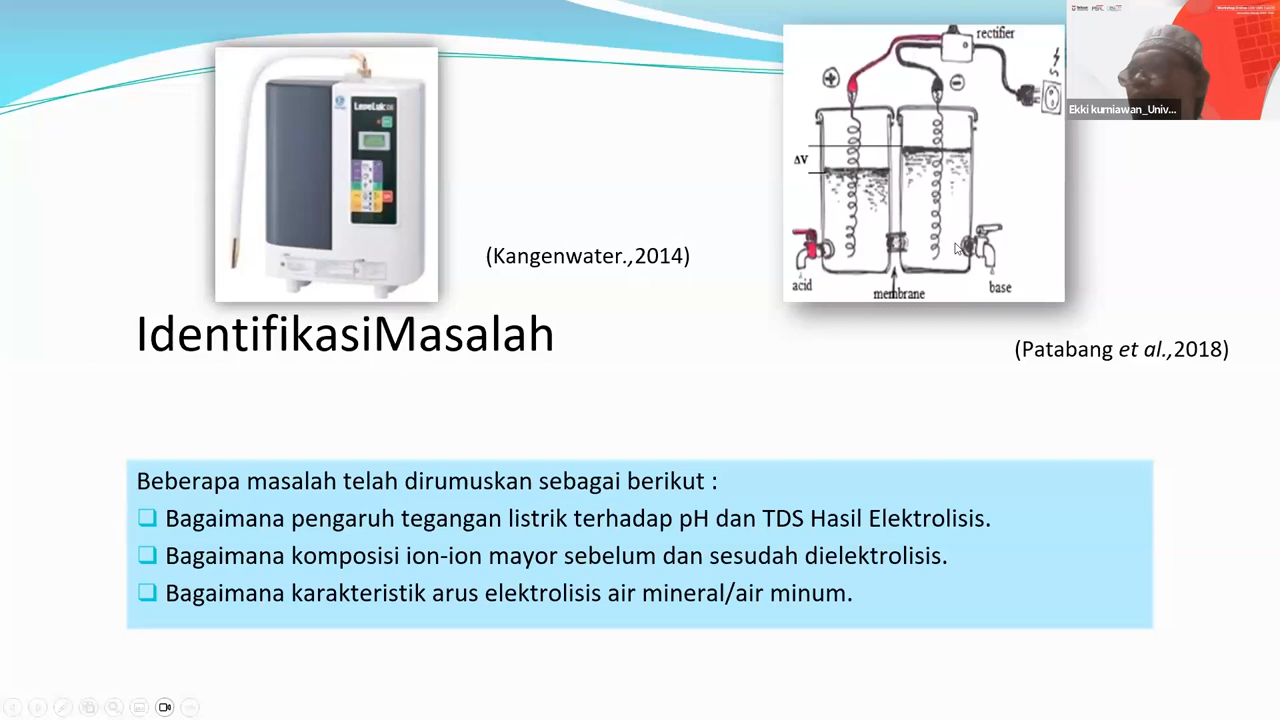 LeveLuk
rectifier
ΔV
acid
membrane
base
Ekki kurniawan_Univ...
(Kangenwater.,2014)
IdentifikasiMasalah
(Patabang et al.,2018)
Beberapa masalah telah dirumuskan sebagai berikut :
Bagaimana pengaruh tegangan listrik terhadap pH dan TDS Hasil Elektrolisis.
Bagaimana komposisi ion-ion mayor sebelum dan sesudah dielektrolisis.
Bagaimana karakteristik arus elektrolisis air mineral/air minum.